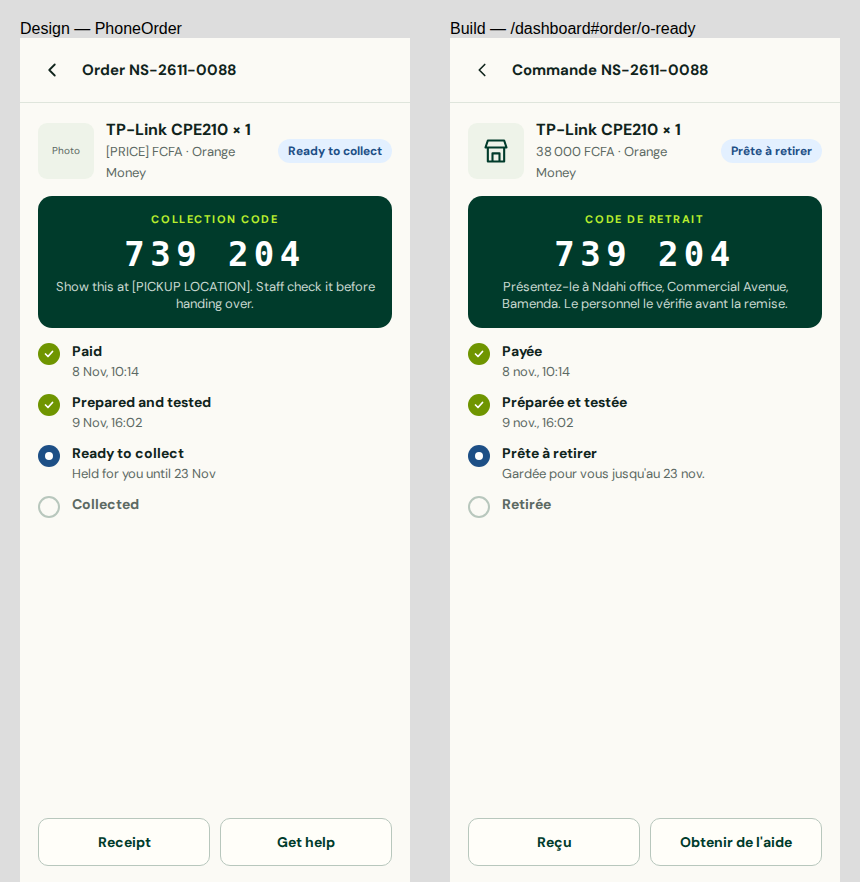 Design — PhoneOrder
Order NS-2611-0088
Photo
TP-Link CPE210 × 1
[PRICE] FCFA · Orange
Money
Ready to collect
COLLECTION CODE
739 204
Show this at [PICKUP LOCATION]. Staff check it before
handing over.
Paid
8 Nov, 10:14
Prepared and tested
9 Nov, 16:02
Ready to collect
Held for you until 23 Nov
Collected
Receipt
Get help
Build — /dashboard#order/o-ready
Commande NS-2611-0088
TP-Link CPE210 × 1
38 000 FCFA · Orange
Money
Prête à retirer
CODE DE RETRAIT
739 204
Présentez-le à Ndahi office, Commercial Avenue,
Bamenda. Le personnel le vérifie avant la remise.
Payée
8 nov., 10:14
Préparée et testée
9 nov., 16:02
Prête à retirer
Gardée pour vous jusqu'au 23 nov.
Retirée
Reçu
Obtenir de l'aide